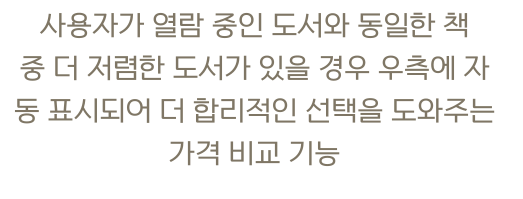 사용자가 열람 중인 도서와 동일한 책
중 더 저렴한 도서가 있을 경우 우측에 자
동 표시되어 더 합리적인 선택을 도와주는
가격 비교 기능